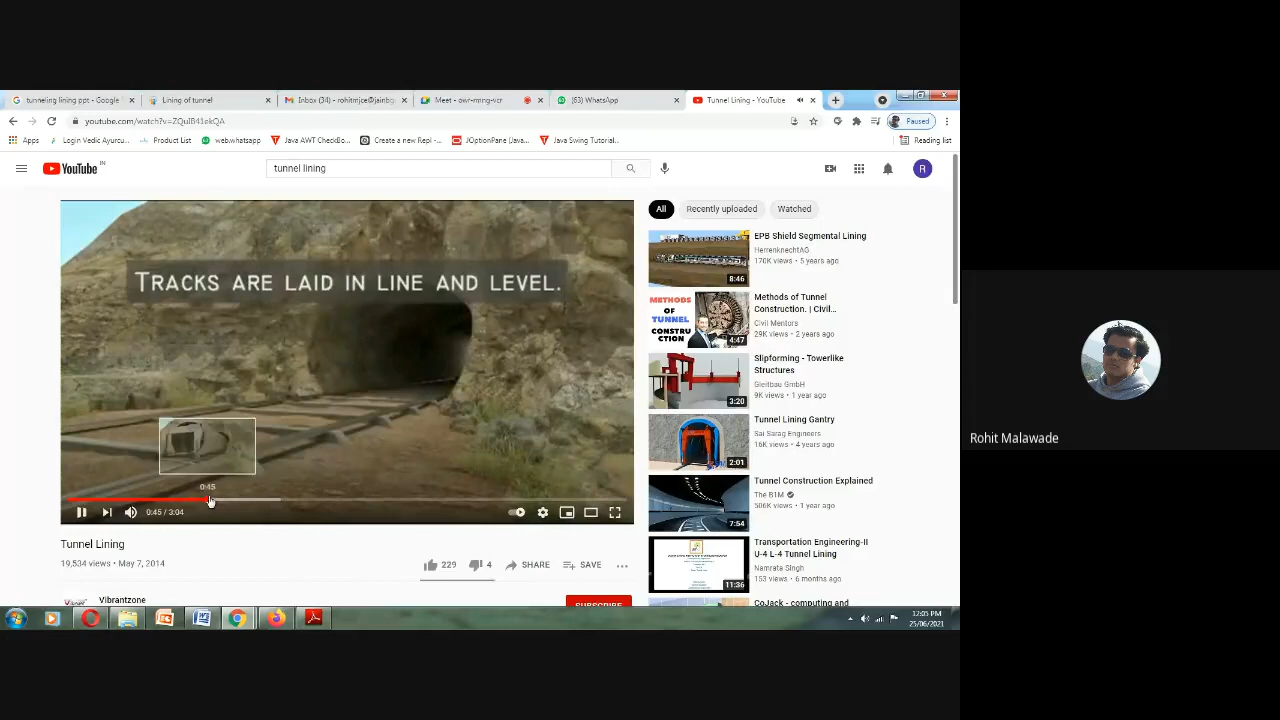 tunneling lining ppt - Google
Lining of tunnel
Inbox (34) - rohitmjce@jainbg
Meet - owr-rmng-vcr
(63) WhatsApp
Tunnel Lining - YouTube
youtube.com/watch?v=ZQuIB41ekQA
Paused
Apps
Login Vedic Ayurcu...
Product List
web.whatsapp
Java AWT CheckBo...
Create a new Repl -...
JOptionPane (Java...
Java Swing Tutorial...
Reading list
YouTube IN
tunnel lining
R
TRACKS ARE LAID IN LINE AND LEVEL.
0:45
0:45 / 3:04
Tunnel Lining
19,534 views • May 7, 2014
229
4
SHARE
SAVE
Vibrantzone
SUBSCRIBE
All
Recently uploaded
Watched
EPB Shield Segmental Lining
HerrenknechtAG
170K views • 5 years ago
8:46
METHODS
OF
TUNNEL
CONSTRUCTION
Methods of Tunnel
Construction. | Civil...
Civil Mentors
29K views • 2 years ago
4:47
Slipforming - Towerlike
Structures
Gleitbau GmbH
9K views • 1 year ago
3:20
Tunnel Lining Gantry
Sai Sarag Engineers
16K views • 4 years ago
2:01
Tunnel Construction Explained
The B1M
506K views • 1 year ago
7:54
Transportation Engineering-II
U-4 L-4 Tunnel Lining
Namrata Singh
153 views • 6 months ago
11:36
CoJack - computing and
12:05 PM
25/06/2021
Rohit Malawade